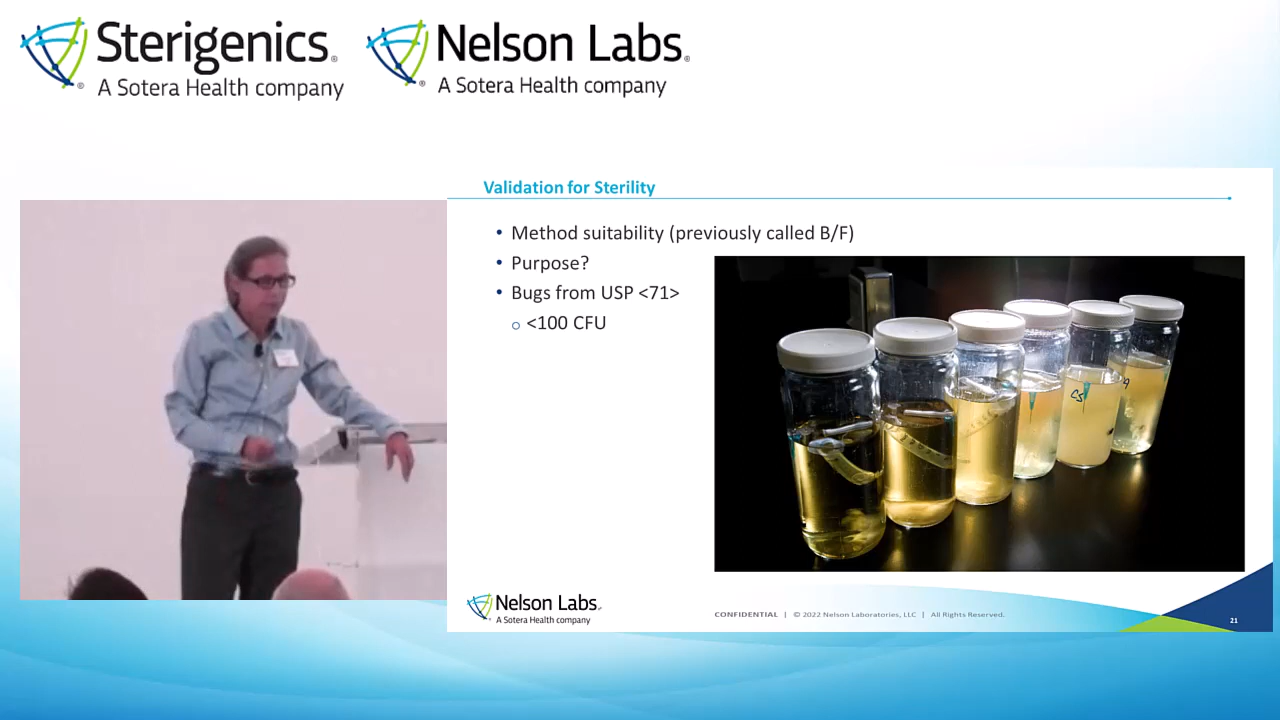 Sterigenics®
A Sotera Health company
Nelson Labs®
A Sotera Health company
Validation for Sterility
• Method suitability (previously called B/F)
• Purpose?
• Bugs from USP <71>
o <100 CFU
CS
Nelson Labs
A Sotera Health company
CONFIDENTIAL | © 2022 Nelson Laboratories, LLC | All Rights Reserved.
21